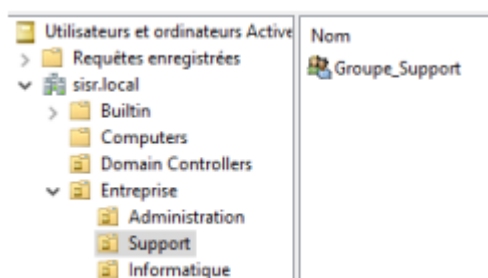 Utilisateurs et ordinateurs Active
Requêtes enregistrées
sisr.local
Builtin
Computers
Domain Controllers
Entreprise
Administration
Support
Informatique
Nom
Groupe_Support